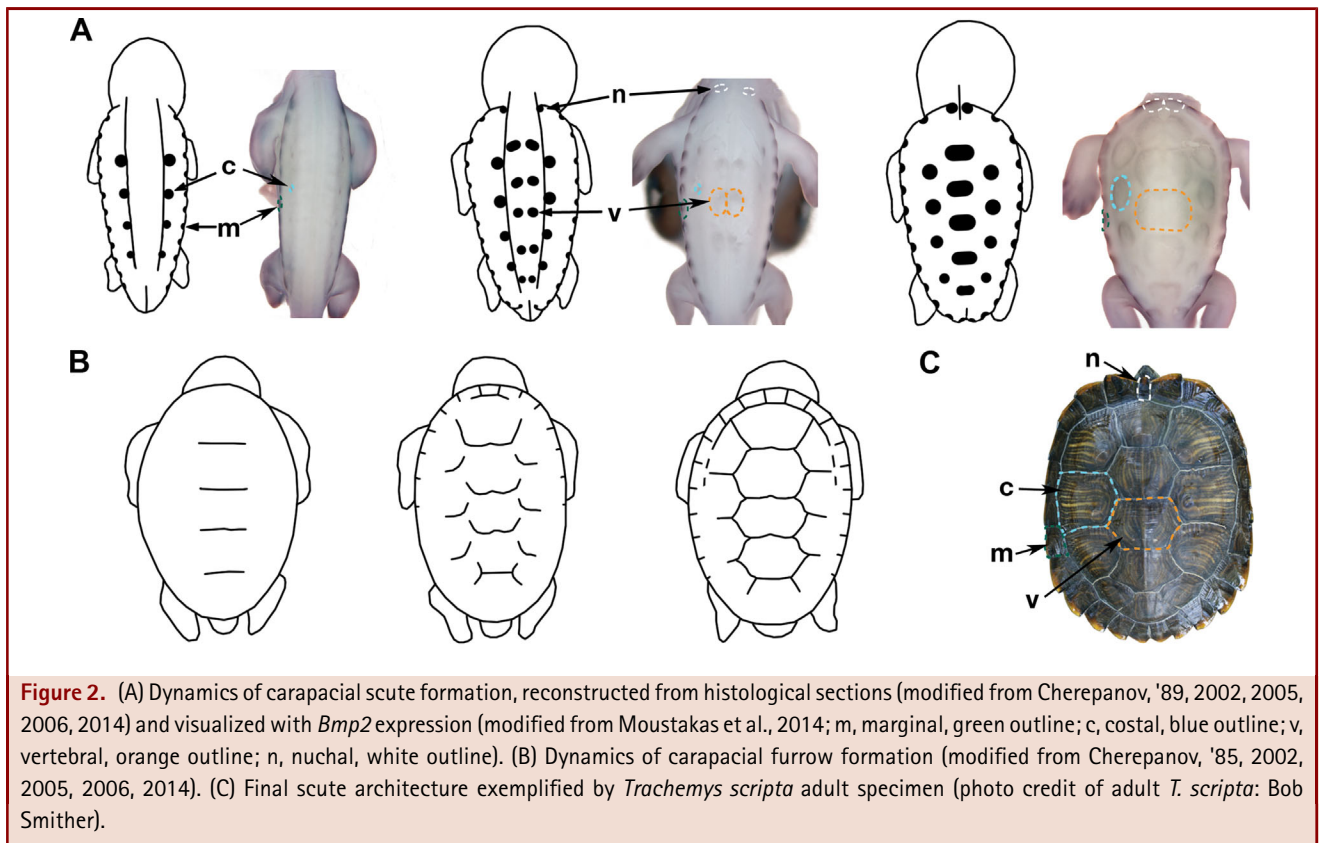 A
n
c
v
m
B
C
n
c
m
v
Figure 2. (A) Dynamics of carapacial scute formation, reconstructed from histological sections (modified from Cherepanov, '89, 2002, 2005,
2006, 2014) and visualized with Bmp2 expression (modified from Moustakas et al., 2014; m, marginal, green outline; c, costal, blue outline; v,
vertebral, orange outline; n, nuchal, white outline). (B) Dynamics of carapacial furrow formation (modified from Cherepanov, '85, 2002,
2005, 2006, 2014). (C) Final scute architecture exemplified by Trachemys scripta adult specimen (photo credit of adult T. scripta: Bob
Smither).